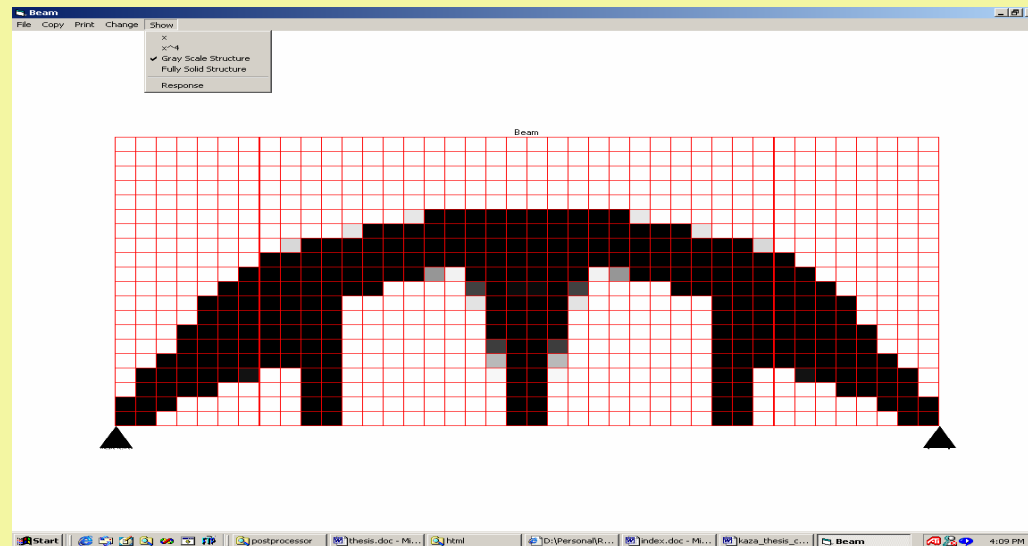 Beam
File Copy Print Change Show
x
x^4
Gray Scale Structure
Fully Solid Structure
Response
Beam
Start postprocessor thesis.doc - Mi... html D:\Personal\R... index.doc - Mi... kaza_thesis_c... Beam 4:09 PM